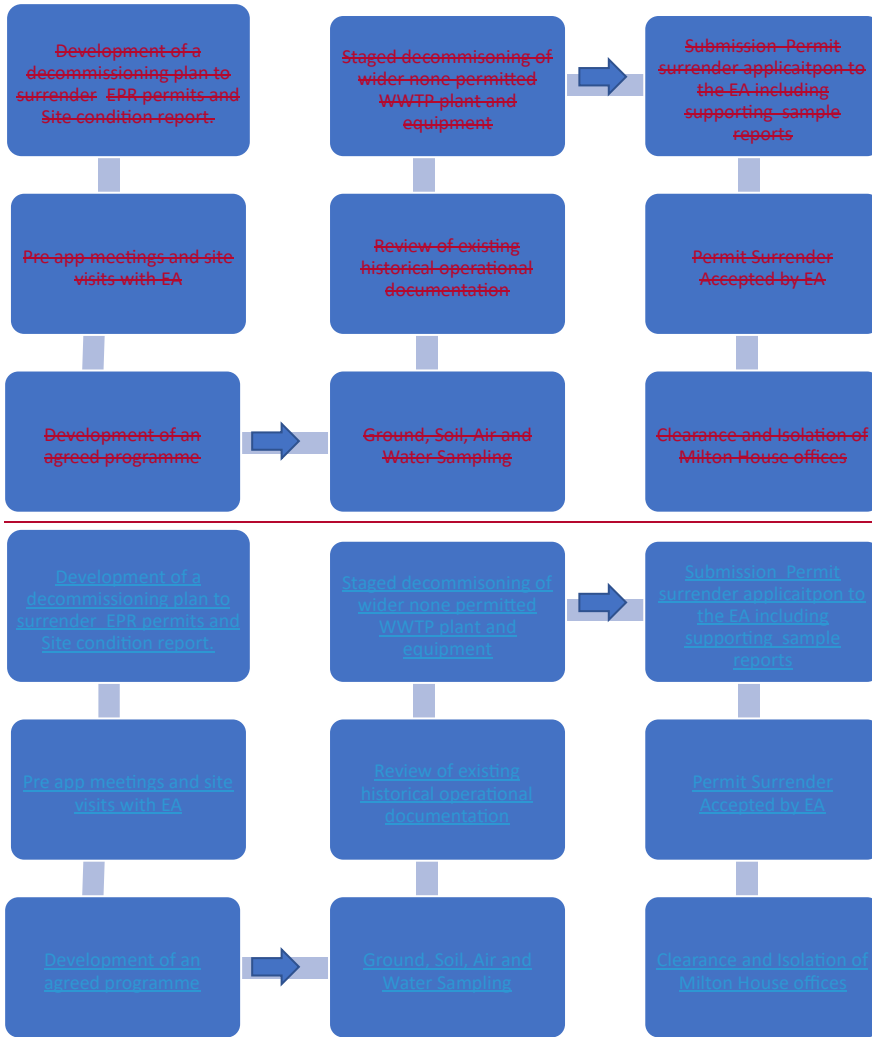 Development of a
decommissioning plan to
surrender EPR permits and
Site condition report.
Pre app meetings and site
visits with EA
Development of an
agreed programme
Staged decommisoning of
wider none permitted
WWTP plant and
equipment
Review of existing
historical operational
documentation
Ground, Soil, Air and
Water Sampling
Submission Permit
surrender applicaitpon to
the EA including
supporting sample
reports
Permit Surrender
Accepted by EA
Clearance and Isolation of
Milton House offices
Development of a
decommissioning plan to
surrender EPR permits and
Site condition report.
Pre app meetings and site
visits with EA
Development of an
agreed programme
Staged decommisoning of
wider none permitted
WWTP plant and
equipment
Review of existing
historical operational
documentation
Ground, Soil, Air and
Water Sampling
Submission Permit
surrender applicaitpon to
the EA including
supporting sample
reports
Permit Surrender
Accepted by EA
Clearance and Isolation of
Milton House offices